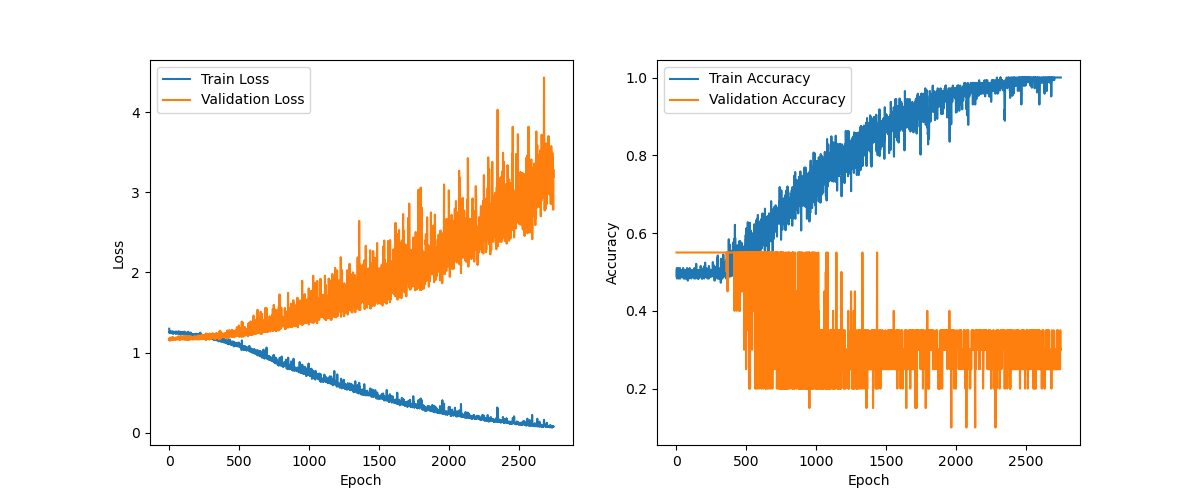 Train Loss
Validation Loss
4
3
2
1
0
Loss
0 500 1000 1500 2000 2500
Epoch
Train Accuracy
Validation Accuracy
1.0
0.8
0.6
0.4
0.2
Accuracy
0 500 1000 1500 2000 2500
Epoch